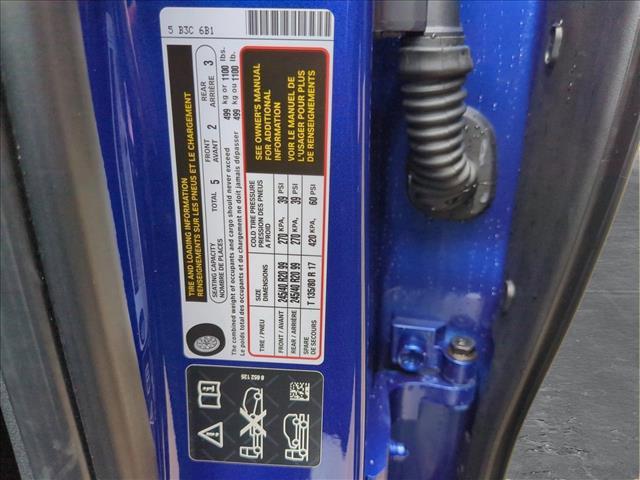 5 B3C 6B1
TIRE AND LOADING INFORMATION
RENSEIGNEMENTS SUR LES PNEUS ET LE CHARGEMENT
SEATING CAPACITY
NOMBRE DE PLACES
TOTAL 5
FRONT
AVANT 2
REAR
ARRIÈRE 3
The combined weight of occupants and cargo should never exceed 499 kg or 1100 lbs.
Le poids total des occupants et du chargement ne doit jamais dépasser 499 kg ou 1100 lb.
TIRE / PNEU
SIZE
DIMENSIONS
COLD TIRE PRESSURE
PRESSION DES PNEUS
A FROID
FRONT / AVANT 245/40 R20 99 270 KPA, 39 PSI
REAR / ARRIÈRE 245/40 R20 99 270 KPA, 39 PSI
SPARE
DE SECOURS T 135/80 R 17 420 KPA, 60 PSI
SEE OWNER'S MANUAL
FOR ADDITIONAL
INFORMATION
VOIR LE MANUEL DE
L'USAGER POUR PLUS
DE RENSEIGNEMENTS
8 652 125